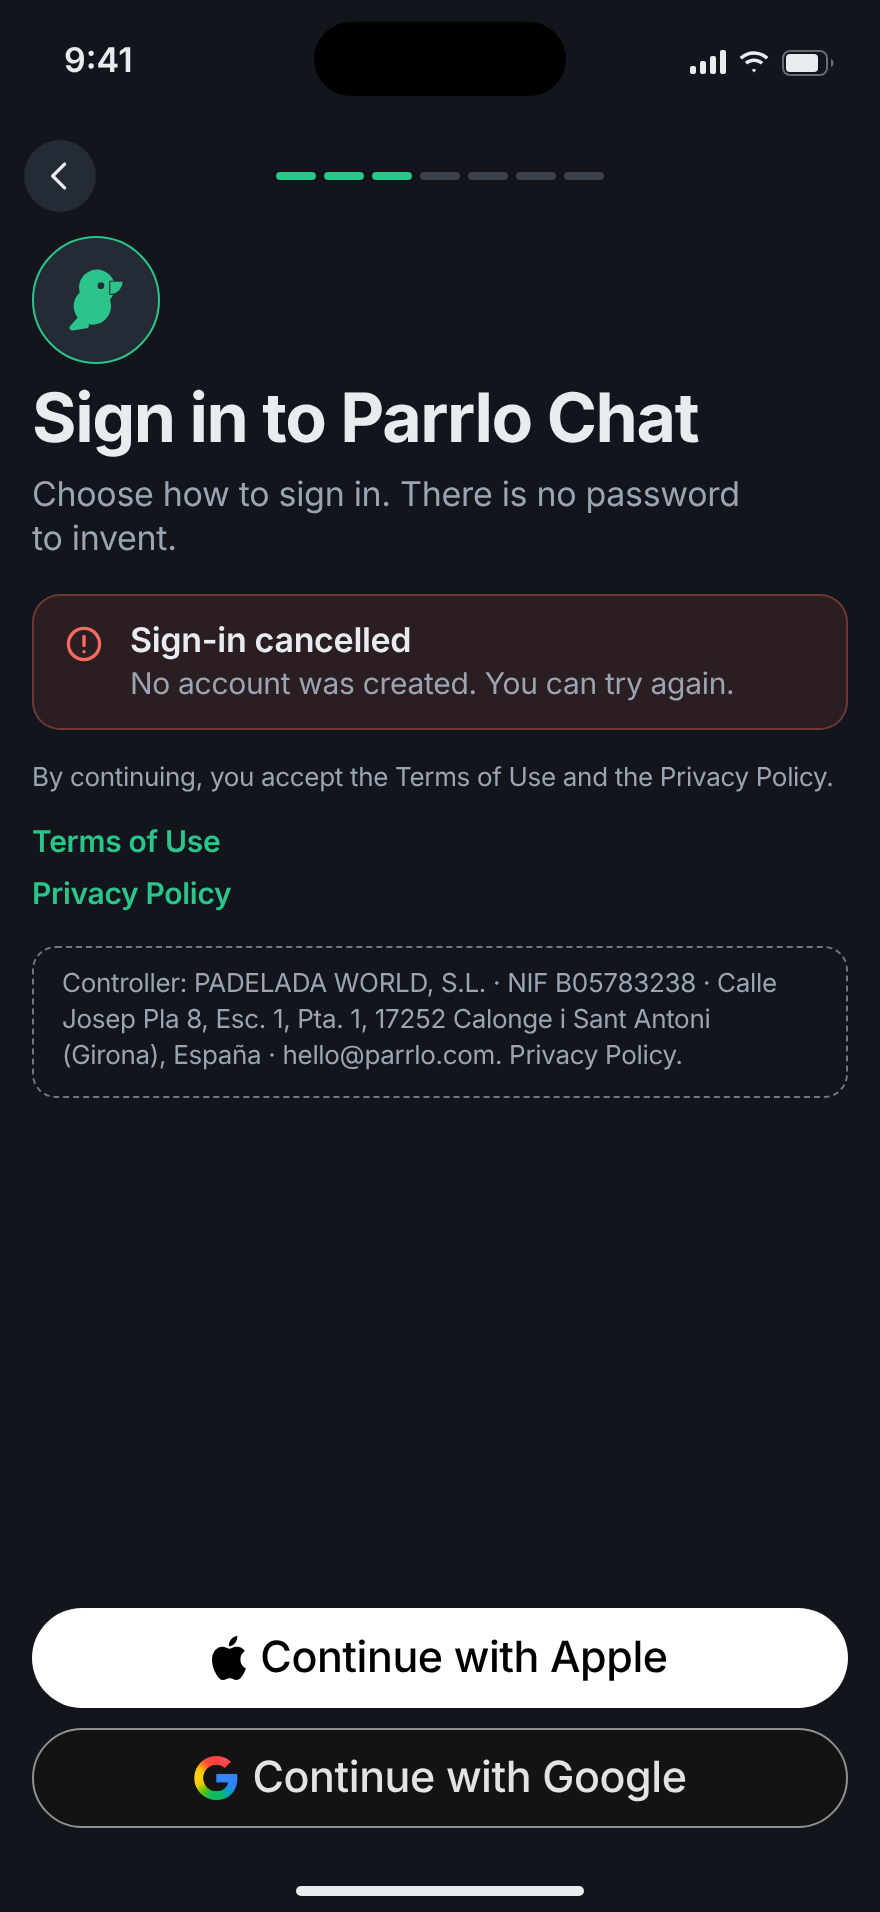 9:41
Sign in to Parrlo Chat
Choose how to sign in. There is no password
to invent.
Sign-in cancelled
No account was created. You can try again.
By continuing, you accept the Terms of Use and the Privacy Policy.
Terms of Use
Privacy Policy
Controller: PADELADA WORLD, S.L. · NIF B05783238 · Calle
Josep Pla 8, Esc. 1, Pta. 1, 17252 Calonge i Sant Antoni
(Girona), España · hello@parrlo.com. Privacy Policy.
Continue with Apple
Continue with Google